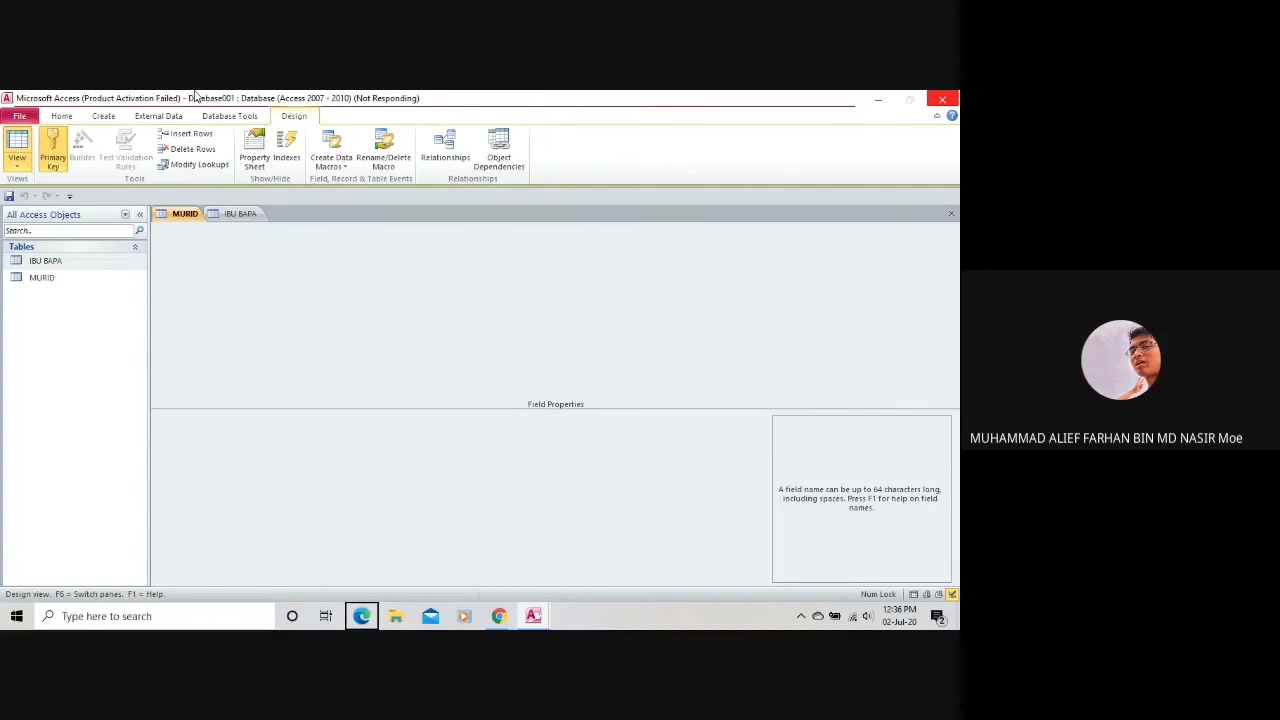 Microsoft Access (Product Activation Failed) - Database001 : Database (Access 2007 - 2010) (Not Responding)
File Home Create External Data Database Tools Design
View
Primary Key
Builder
Test Validation Rules
Insert Rows
Delete Rows
Modify Lookups
Property Sheet
Indexes
Create Data Macros
Rename/Delete Macro
Relationships
Object Dependencies
Views Tools Show/Hide Field, Record & Table Events Relationships
All Access Objects
MURID IBU BAPA
Search...
Tables
IBU BAPA
MURID
Field Properties
A field name can be up to 64 characters long,
including spaces. Press F1 for help on field
names.
MUHAMMAD ALIEF FARHAN BIN MD NASIR Moe
Design view. F6 = Switch panes. F1 = Help.
Num Lock
Type here to search
12:36 PM
02-Jul-20
2